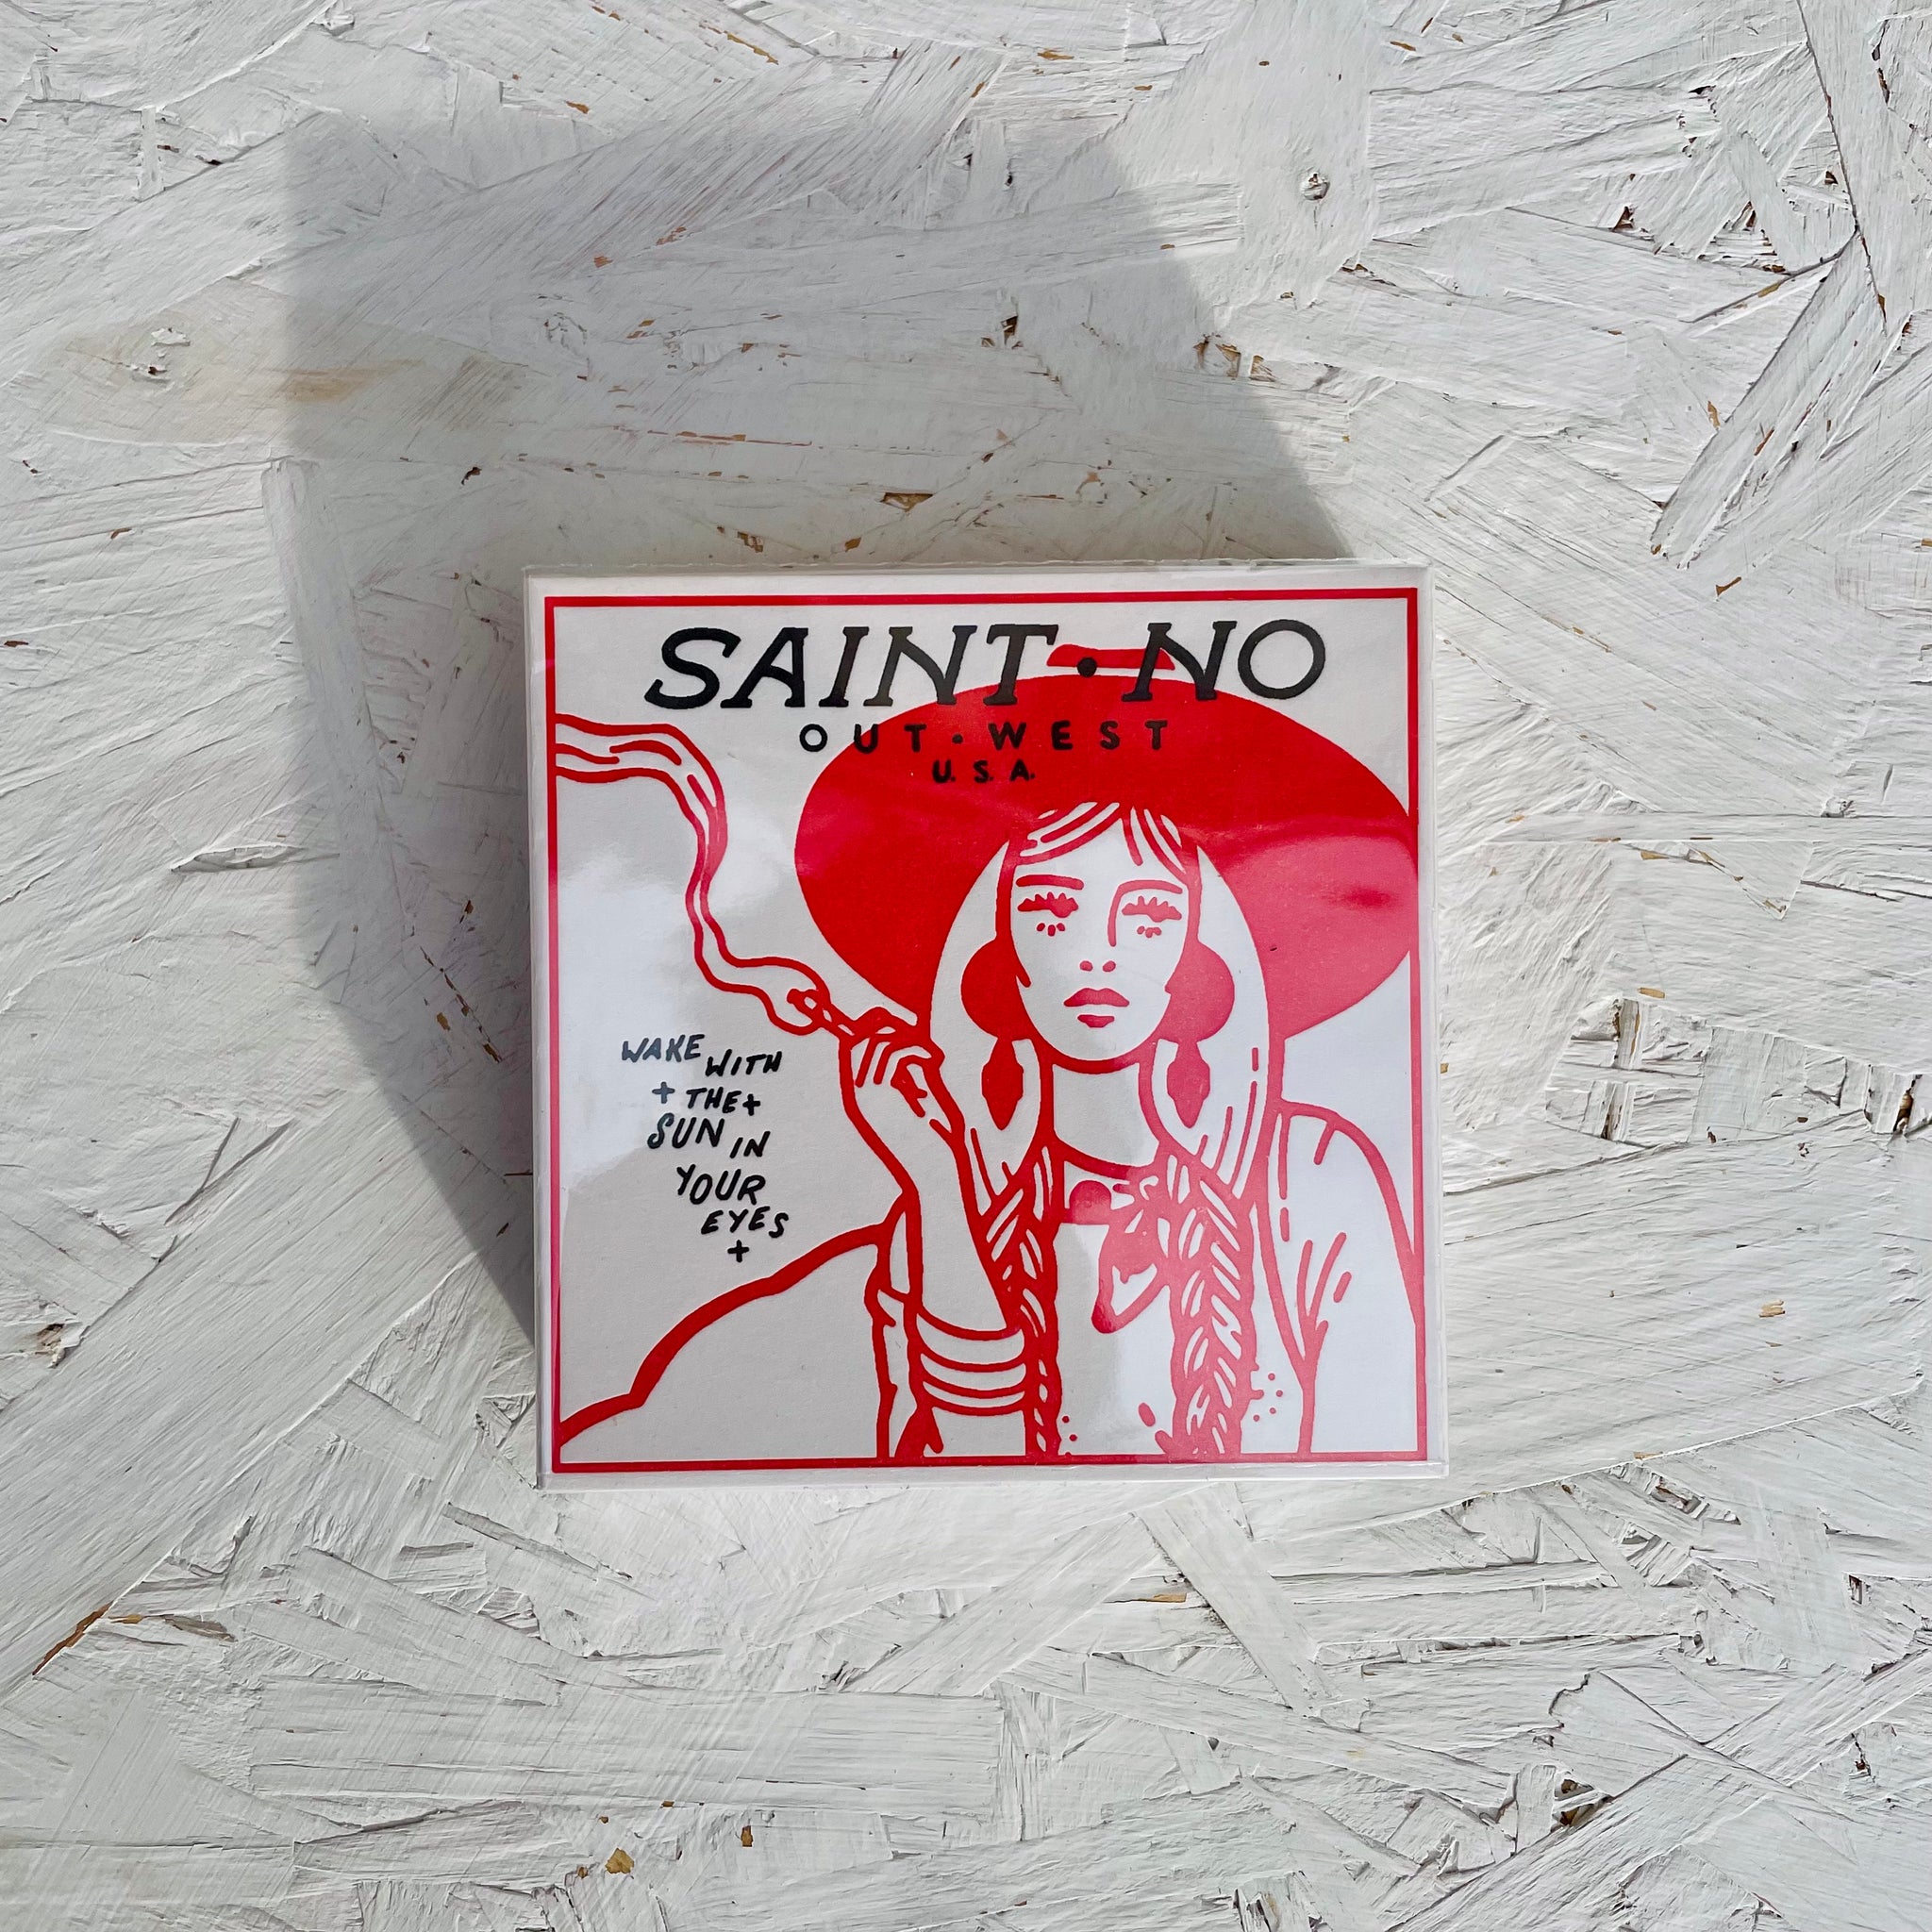 SAINT • NO
OUT • WEST
U. S. A.
WAKE
WITH
+ THE +
SUN IN
YOUR
EYES
+